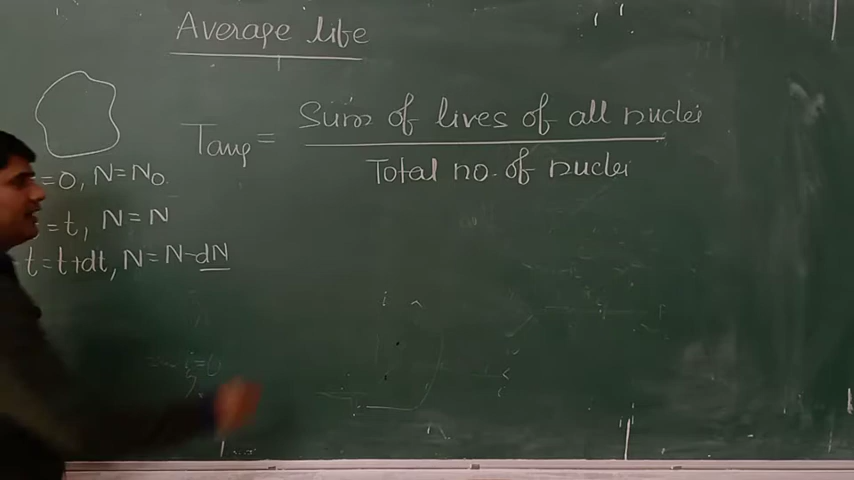 Average life
Tavg = Sum of lives of all nuclei
Total no. of nuclei
=0, N=N₀
=t, N=N
t=t+dt, N=N-dN